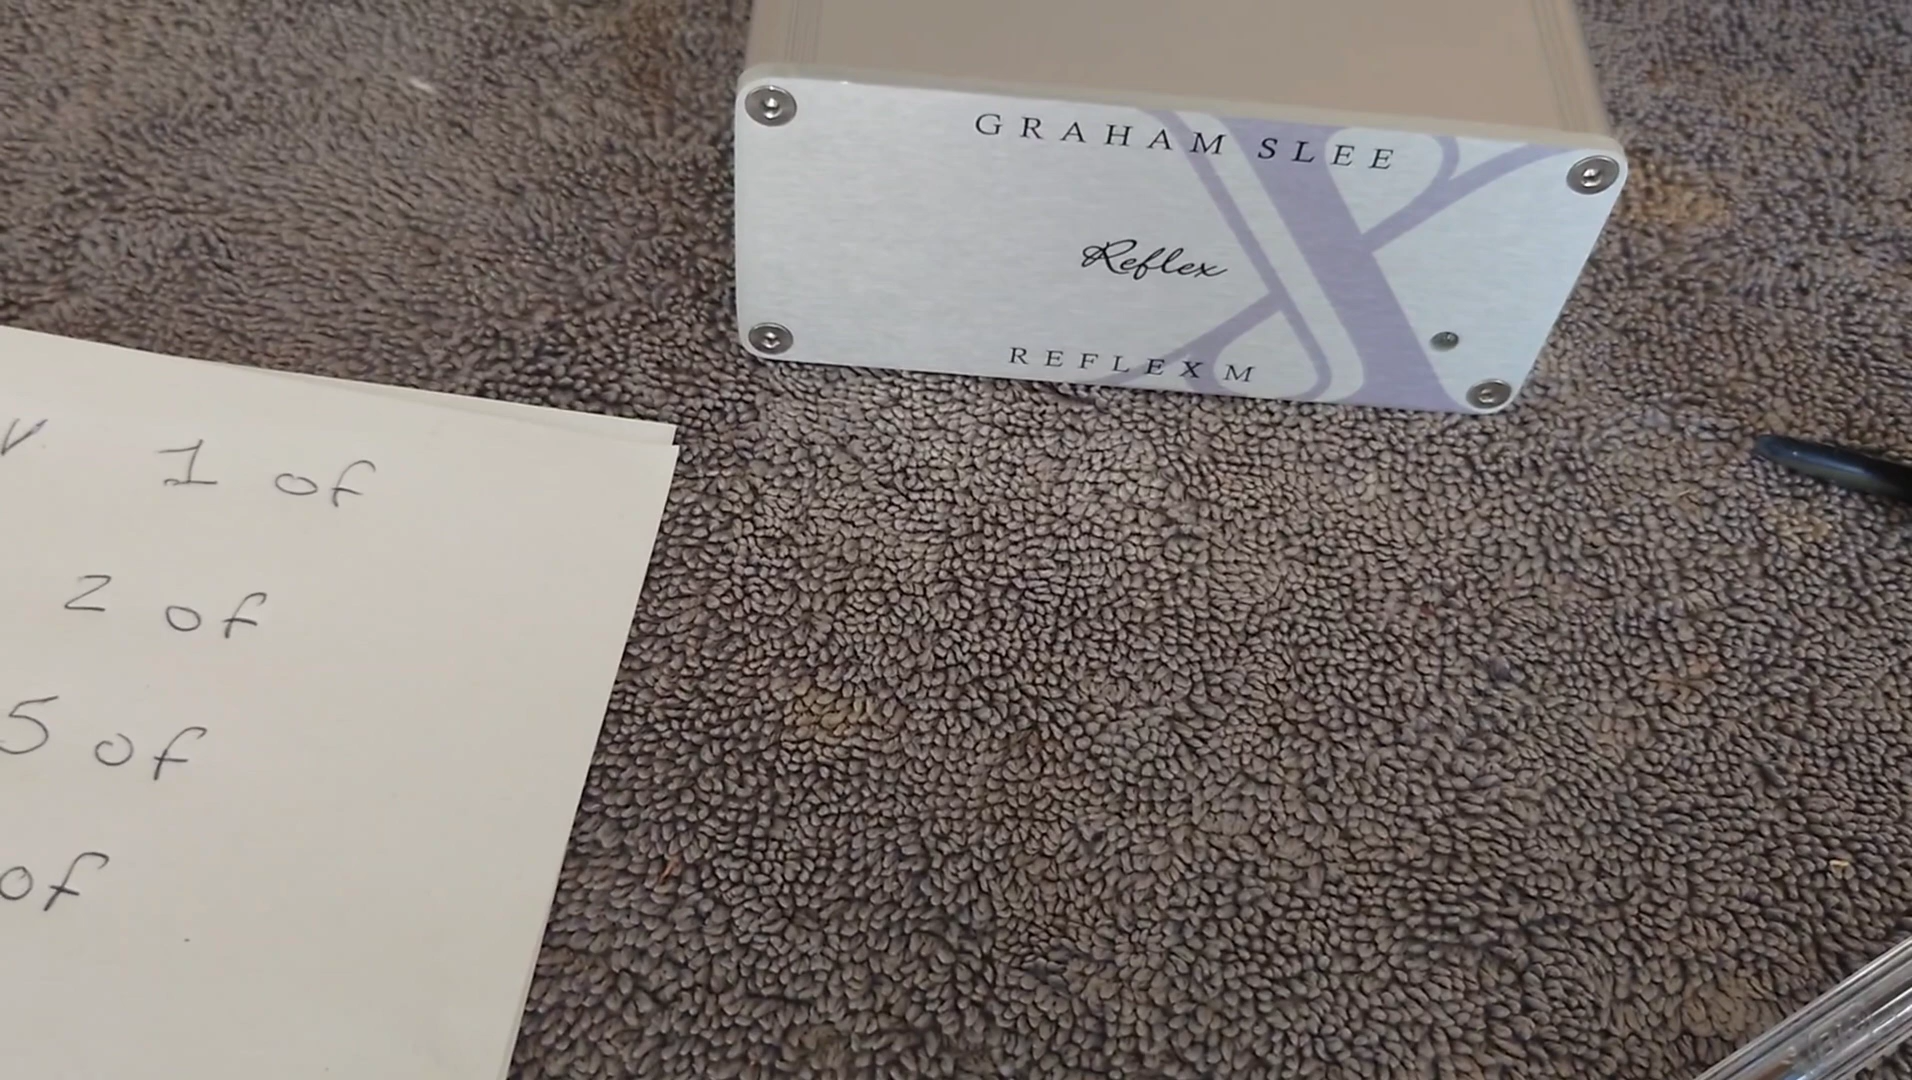 GRAHAM SLEE
Reflex
REFLEX M
1 of
2 of
5 of
of